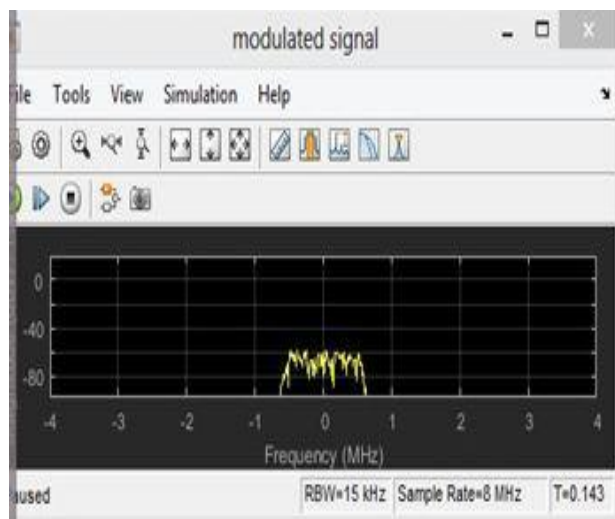 modulated signal
File Tools View Simulation Help
0
-40
-80
-4 -3 -2 -1 0 1 2 3 4
Frequency (MHz)
aused RBW=15 kHz Sample Rate=8 MHz T=0.143